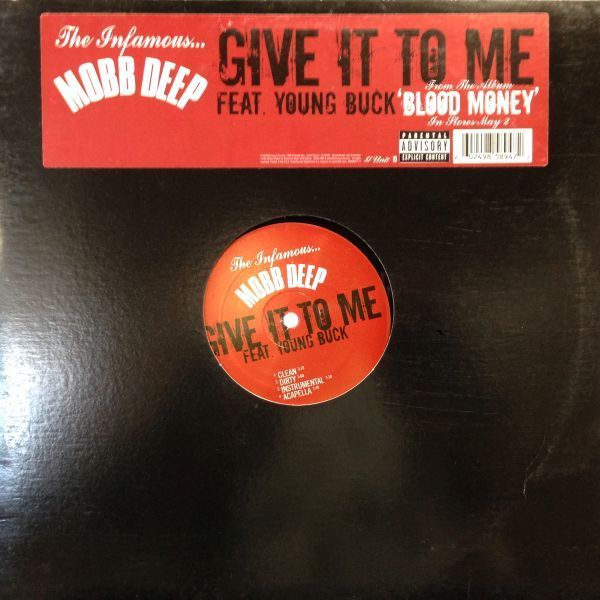 The Infamous...
MOBB DEEP
GIVE IT TO ME
FEAT. YOUNG BUCK
From The Album
'BLOOD MONEY'
In Stores May 2
PARENTAL
ADVISORY
EXPLICIT CONTENT
G Unit
The Infamous...
MOBB DEEP
GIVE IT TO ME
FEAT. YOUNG BUCK
CLEAN
DIRTY
INSTRUMENTAL
ACAPELLA